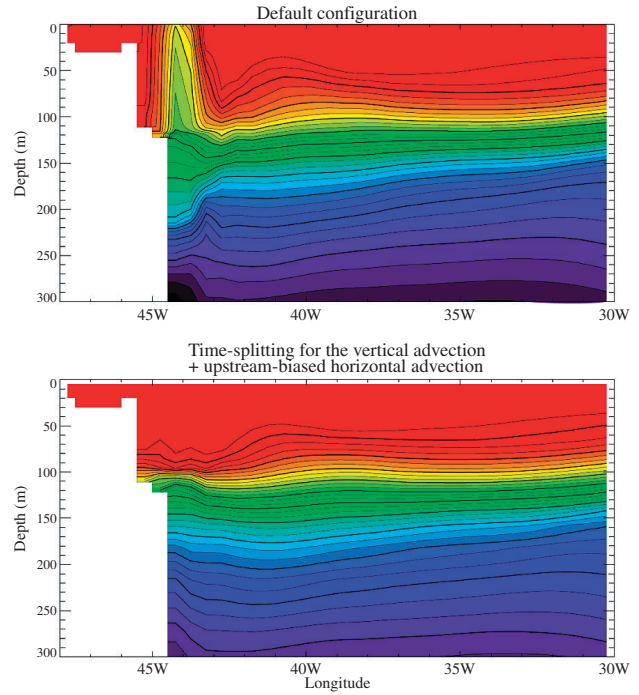 Default configuration
0
50
100
150
200
250
300
Depth (m)
45W
40W
35W
30W
Time-splitting for the vertical advection
+ upstream-biased horizontal advection
0
50
100
150
200
250
300
Depth (m)
45W
40W
35W
30W
Longitude